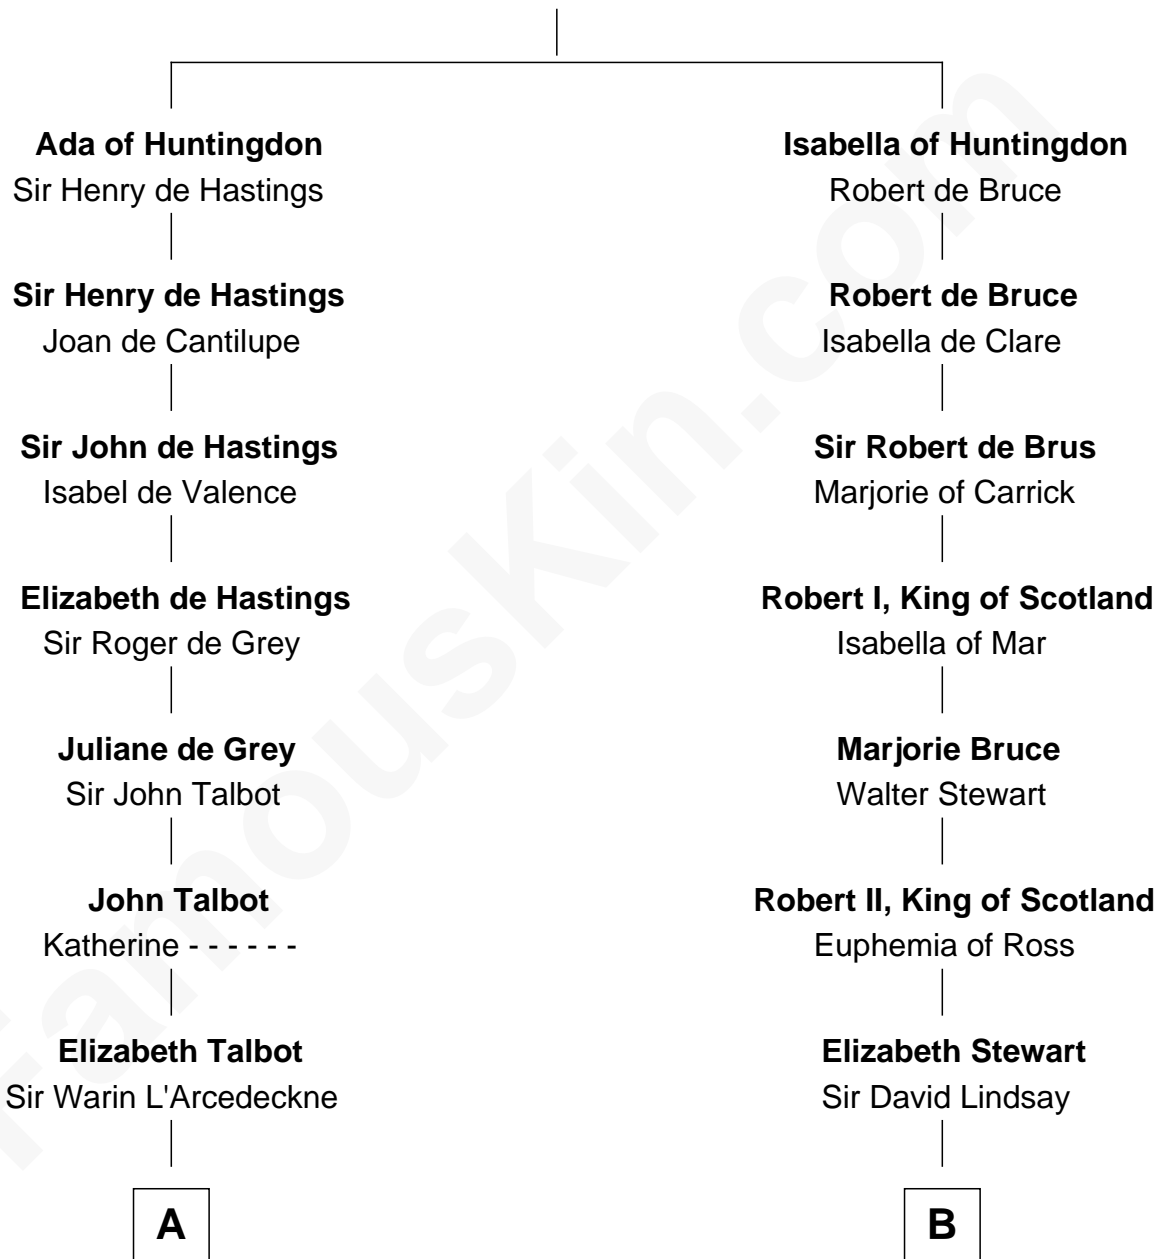 Ada of Huntingdon
Sir Henry de Hastings
Sir Henry de Hastings
Joan de Cantilupe
Sir John de Hastings
Isabel de Valence
Elizabeth de Hastings
Sir Roger de Grey
Juliane de Grey
Sir John Talbot
John Talbot
Katherine - - - - - -
Elizabeth Talbot
Sir Warin L'Arcedeckne
A
Isabella of Huntingdon
Robert de Bruce
Robert de Bruce
Isabella de Clare
Sir Robert de Brus
Marjorie of Carrick
Robert I, King of Scotland
Isabella of Mar
Marjorie Bruce
Walter Stewart
Robert II, King of Scotland
Euphemia of Ross
Elizabeth Stewart
Sir David Lindsay
B
FamousKin.com